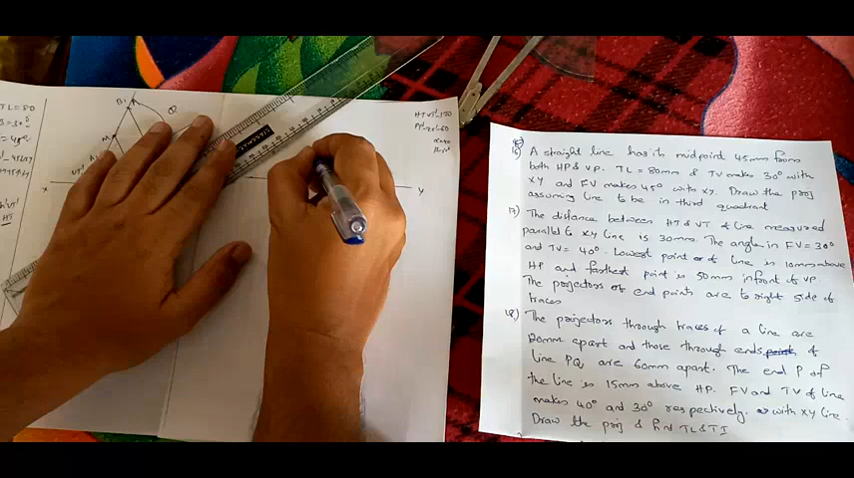 TL=80
B1
M
X
Y
HT
16) A straight line has its midpoint 45mm from
both HP & VP. TL = 80mm & TV makes 30° with
XY and FV makes 45° with XY. Draw the proj
assuming line to be in third quadrant
17) The distance between HT & VT of line measured
parallel to XY line is 30mm. The angle in FV = 30°
and TV = 40°. Lowest point of line is 10mm above
HP and farthest point is 50mm infront of VP.
The projectors of end points are to right side of
traces
18) The projectors through traces of a line are
20mm apart and those through ends of
line PQ are 60mm apart. The end P of
the line is 15mm above HP. FV and TV of line
makes 40° and 30° respectively. with XY line.
Draw the proj & find TL & TI